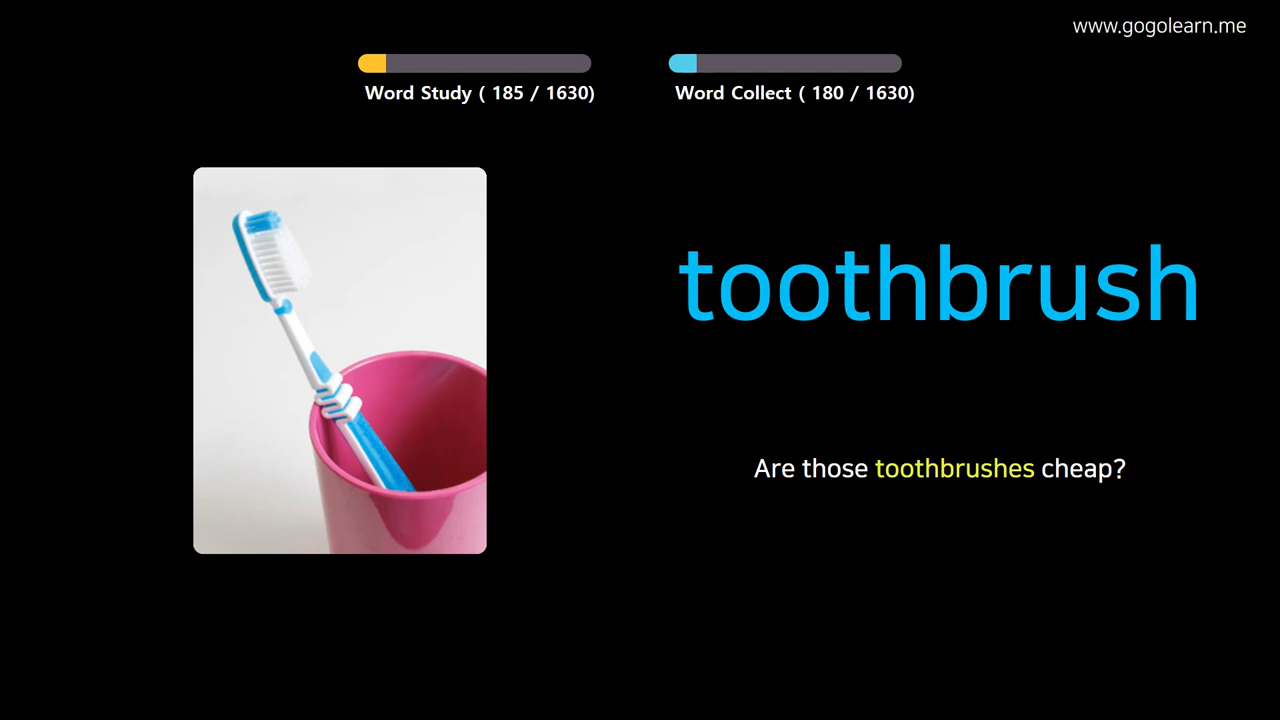 www.gogolearn.me
Word Study ( 185 / 1630)
Word Collect ( 180 / 1630)
toothbrush
Are those toothbrushes cheap?